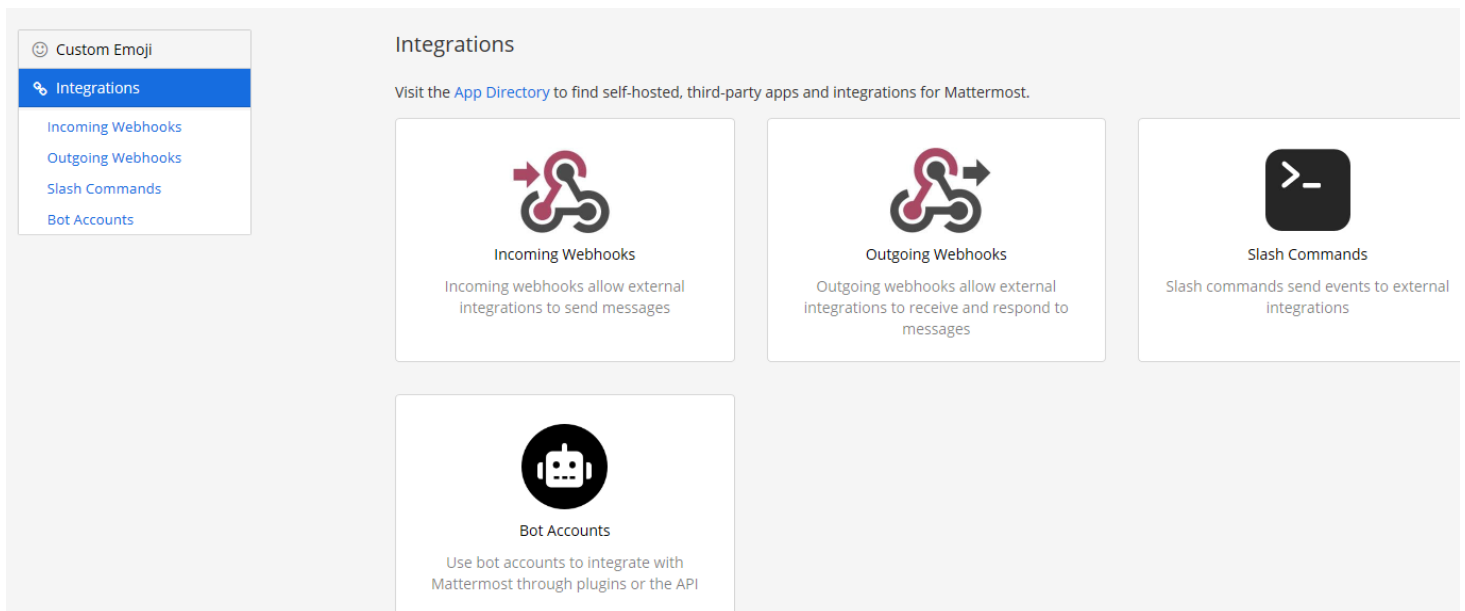 Custom Emoji
Integrations
Incoming Webhooks
Outgoing Webhooks
Slash Commands
Bot Accounts
Integrations
Visit the App Directory to find self-hosted, third-party apps and integrations for Mattermost.
Incoming Webhooks
Incoming webhooks allow external
integrations to send messages
Outgoing Webhooks
Outgoing webhooks allow external
integrations to receive and respond to
messages
Slash Commands
Slash commands send events to external
integrations
Bot Accounts
Use bot accounts to integrate with
Mattermost through plugins or the API